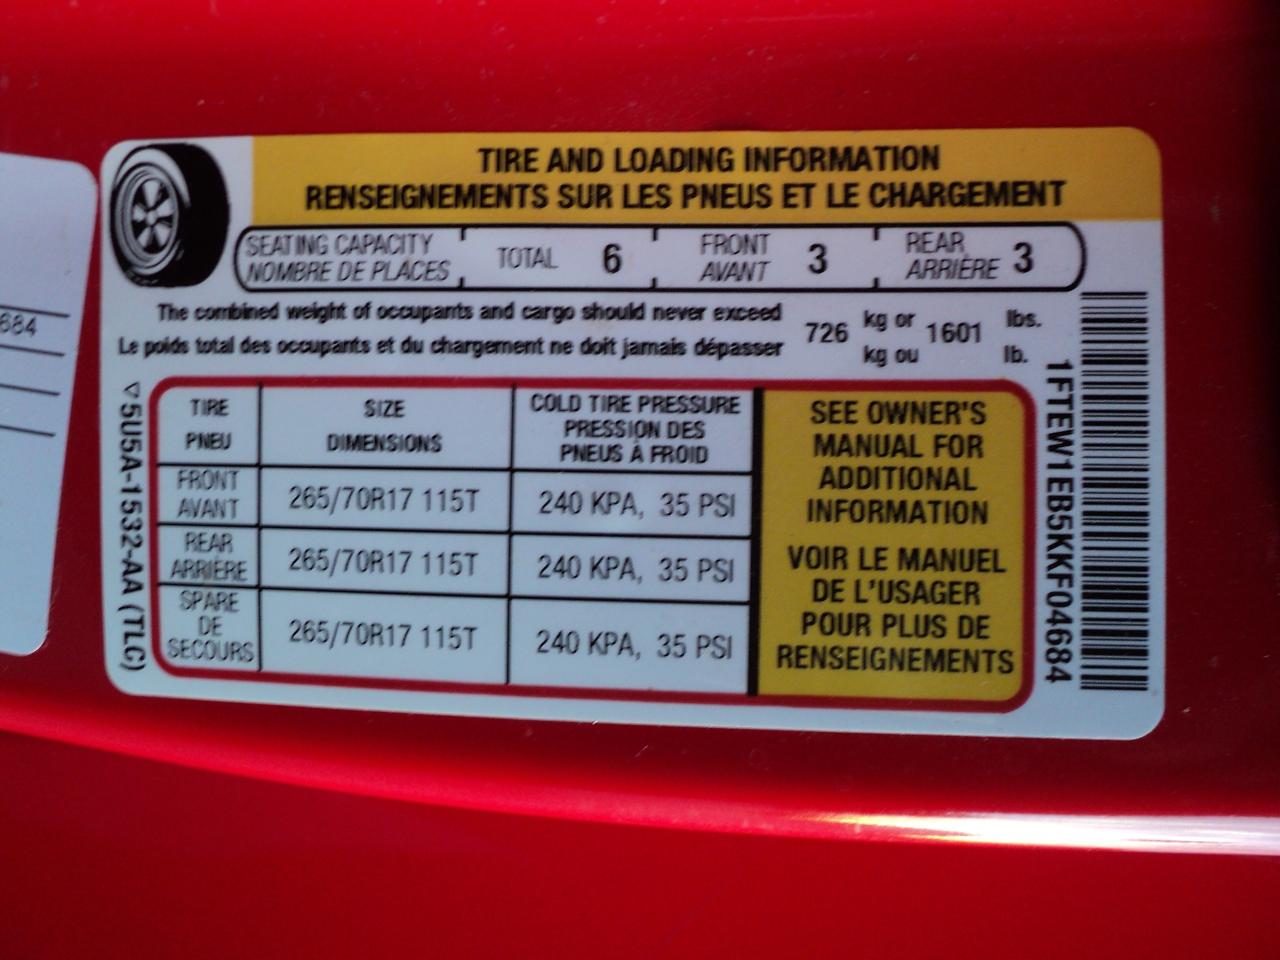 TIRE AND LOADING INFORMATION
RENSEIGNEMENTS SUR LES PNEUS ET LE CHARGEMENT
SEATING CAPACITY TOTAL 6 FRONT 3 REAR 3
NOMBRE DE PLACES AVANT ARRIÈRE
The combined weight of occupants and cargo should never exceed 726 kg or 1601 lbs.
Le poids total des occupants et du chargement ne doit jamais dépasser kg ou lb.
TIRE SIZE COLD TIRE PRESSURE
PNEU DIMENSIONS PRESSION DES
PNEUS À FROID
FRONT
AVANT 265/70R17 115T 240 KPA, 35 PSI
REAR
ARRIÈRE 265/70R17 115T 240 KPA, 35 PSI
SPARE
DE
SECOURS 265/70R17 115T 240 KPA, 35 PSI
SEE OWNER'S
MANUAL FOR
ADDITIONAL
INFORMATION
VOIR LE MANUEL
DE L'USAGER
POUR PLUS DE
RENSEIGNEMENTS
1FTEW1EB5KKF04684
5U5A-1532-AA (TLC)
684